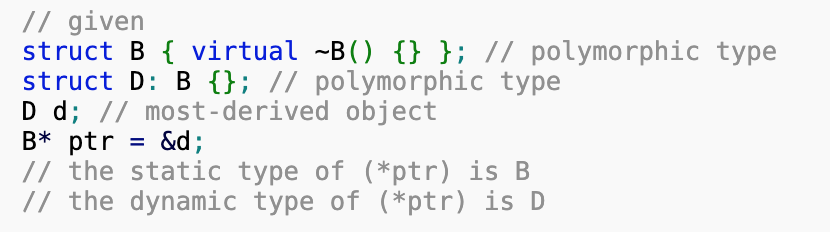 // given
struct B { virtual ~B() {} }; // polymorphic type
struct D: B {}; // polymorphic type
D d; // most-derived object
B* ptr = &d;
// the static type of (*ptr) is B
// the dynamic type of (*ptr) is D